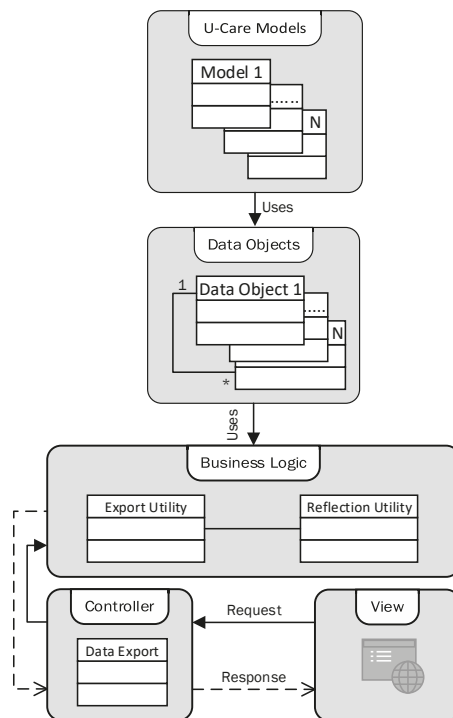 U-Care Models
Model 1
......
N
Uses
Data Objects
1
Data Object 1
.....
N
*
Uses
Business Logic
Export Utility
Reflection Utility
Controller
Request
View
Data Export
Response